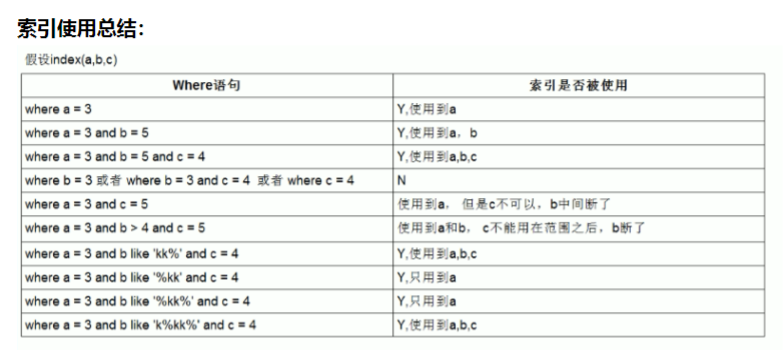 索引使用总结：
假设index(a,b,c)
Where语句 索引是否被使用
where a = 3 Y,使用到a
where a = 3 and b = 5 Y,使用到a，b
where a = 3 and b = 5 and c = 4 Y,使用到a,b,c
where b = 3 或者 where b = 3 and c = 4 或者 where c = 4 N
where a = 3 and c = 5 使用到a， 但是c不可以，b中间断了
where a = 3 and b > 4 and c = 5 使用到a和b， c不能用在范围之后，b断了
where a = 3 and b like 'kk%' and c = 4 Y,使用到a,b,c
where a = 3 and b like '%kk' and c = 4 Y,只用到a
where a = 3 and b like '%kk%' and c = 4 Y,只用到a
where a = 3 and b like 'k%kk%' and c = 4 Y,使用到a,b,c